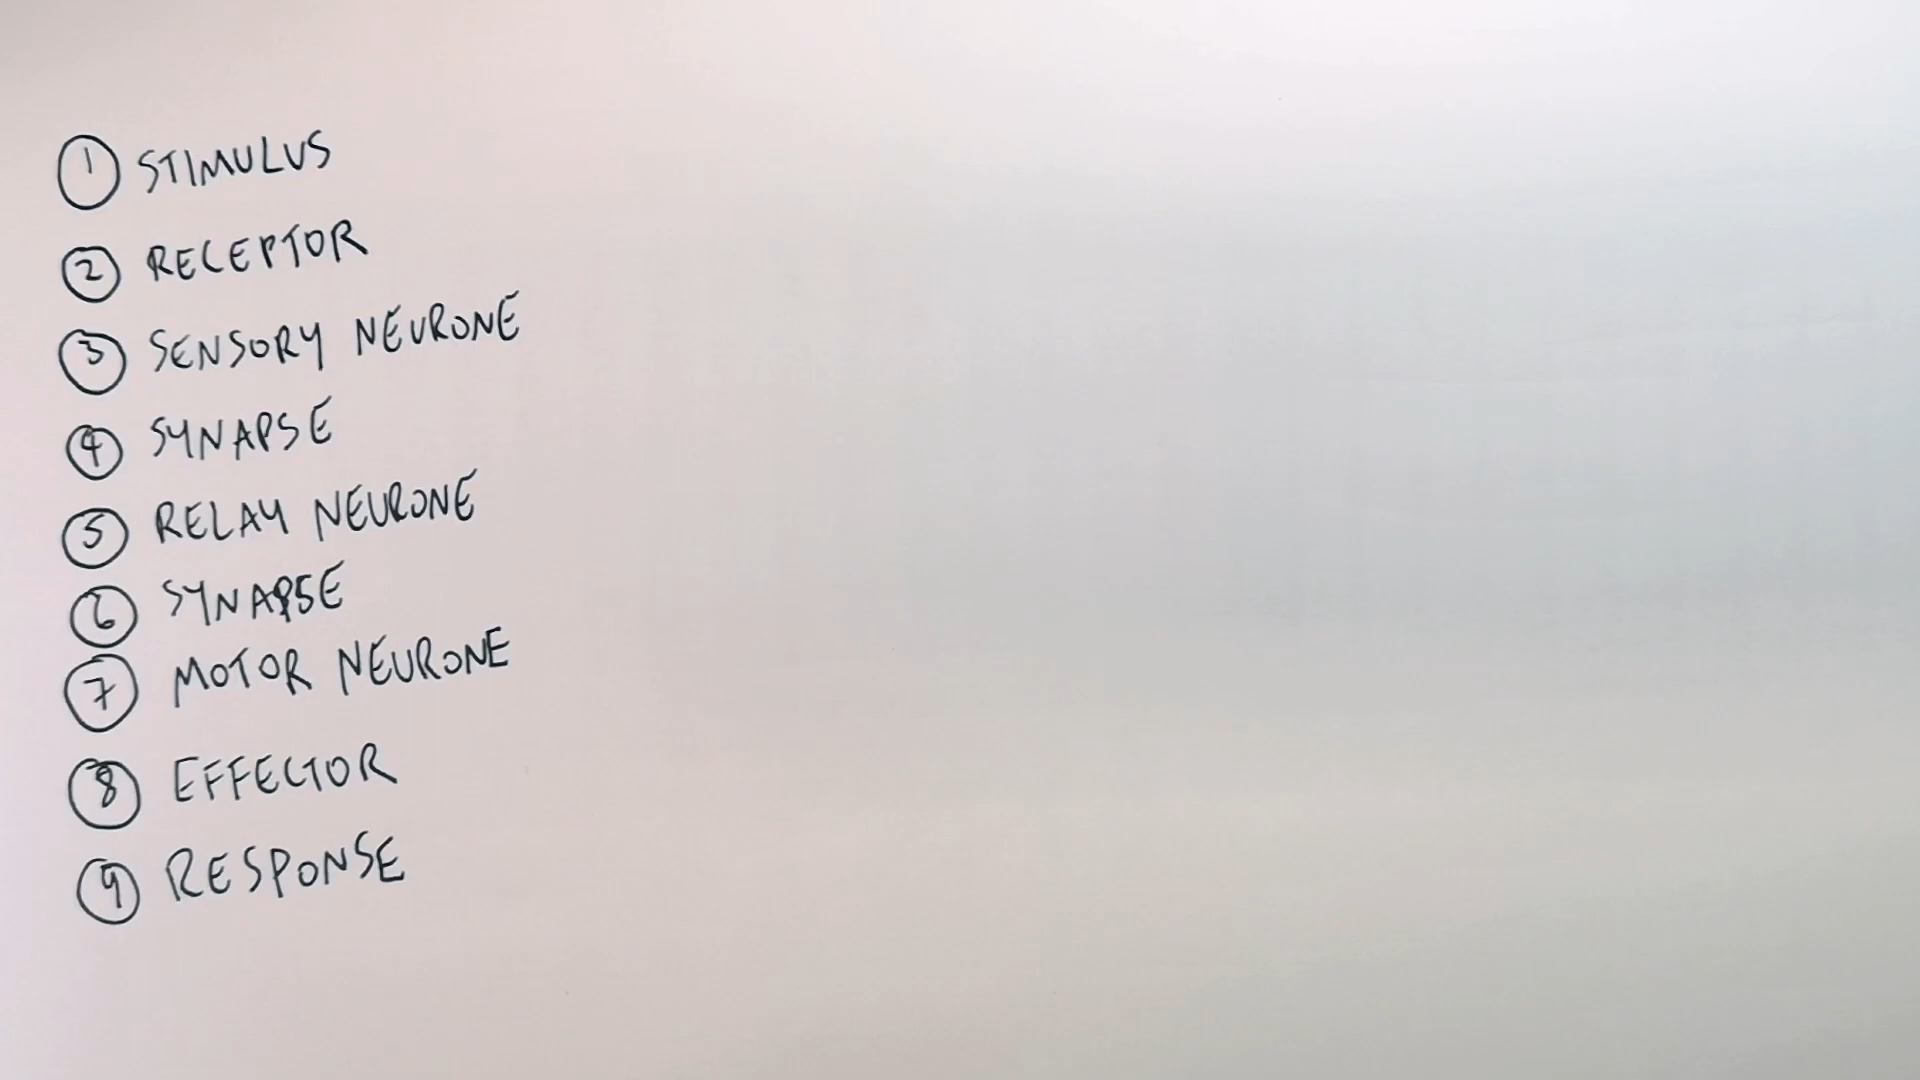 1 STIMULUS
2 RECEPTOR
3 SENSORY NEURONE
4 SYNAPSE
5 RELAY NEURONE
6 SYNAPSE
7 MOTOR NEURONE
8 EFFECTOR
9 RESPONSE